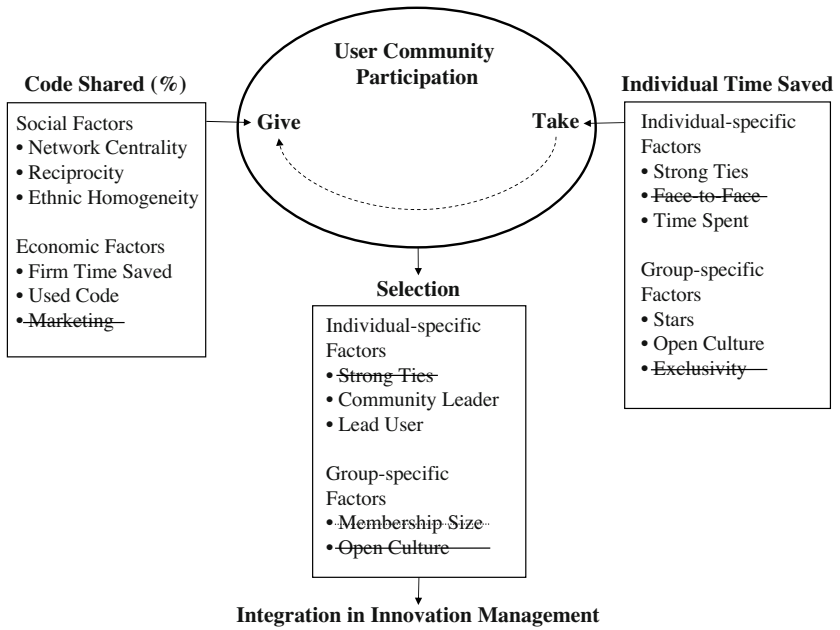 User Community
Participation
Code Shared (%)
Social Factors
• Network Centrality
• Reciprocity
• Ethnic Homogeneity
Economic Factors
• Firm Time Saved
• Used Code
• Marketing
Give
Take
Individual Time Saved
Individual-specific
Factors
• Strong Ties
• Face-to-Face
• Time Spent
Group-specific
Factors
• Stars
• Open Culture
• Exclusivity
Selection
Individual-specific
Factors
• Strong Ties
• Community Leader
• Lead User
Group-specific
Factors
• Membership Size
• Open Culture
Integration in Innovation Management